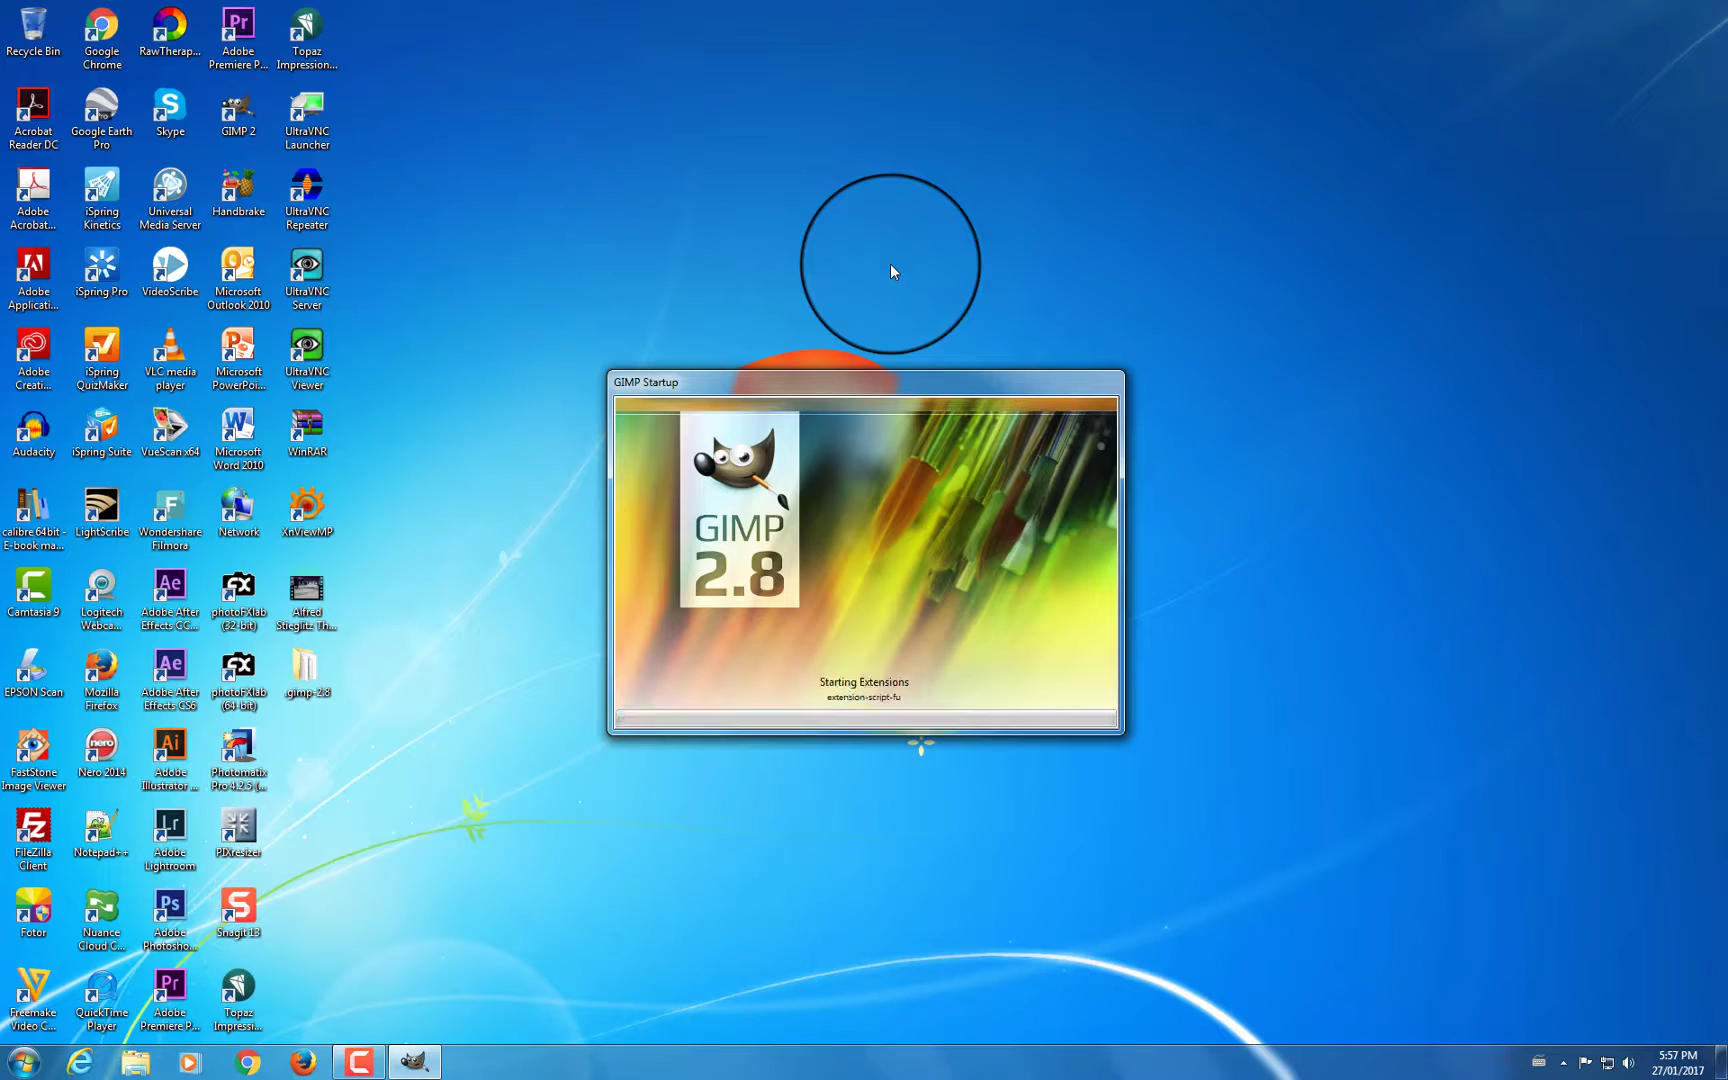 Recycle Bin
Google
Chrome
RawTherap...
Adobe
Premiere P...
Topaz
Impression...
Acrobat
Reader DC
Google Earth
Pro
Skype
GIMP 2
UltraVNC
Launcher
Adobe
Acrobat...
iSpring
Kinetics
Universal
Media Server
Handbrake
UltraVNC
Repeater
Adobe
Applicati...
iSpring Pro
VideoScribe
Microsoft
Outlook 2010
UltraVNC
Server
Adobe
Creati...
iSpring
QuizMaker
VLC media
player
Microsoft
PowerPoi...
UltraVNC
Viewer
Audacity
iSpring Suite
VueScan x64
Microsoft
Word 2010
WinRAR
calibre 64bit -
E-book ma...
LightScribe
Wondershare
Filmora
Network
XnViewMP
Camtasia 9
Logitech
Webca...
Adobe After
Effects CC...
photoFXlab
(32-bit)
Alfred
Stieglitz Th...
EPSON Scan
Mozilla
Firefox
Adobe After
Effects CS6
photoFXlab
(64-bit)
.gimp-2.8
FastStone
Image Viewer
Nero 2014
Adobe
Illustrator ...
Photomatix
Pro 4.2.5 (...
FileZilla
Client
Notepad++
Adobe
Lightroom
PIXresizer
Fotor
Nuance
Cloud C...
Adobe
Photosho...
Snagit 13
Freemake
Video C...
QuickTime
Player
Adobe
Premiere P...
Topaz
Impressi...
GIMP Startup
GIMP
2.8
Starting Extensions
extension-script-fu
5:57 PM
27/01/2017